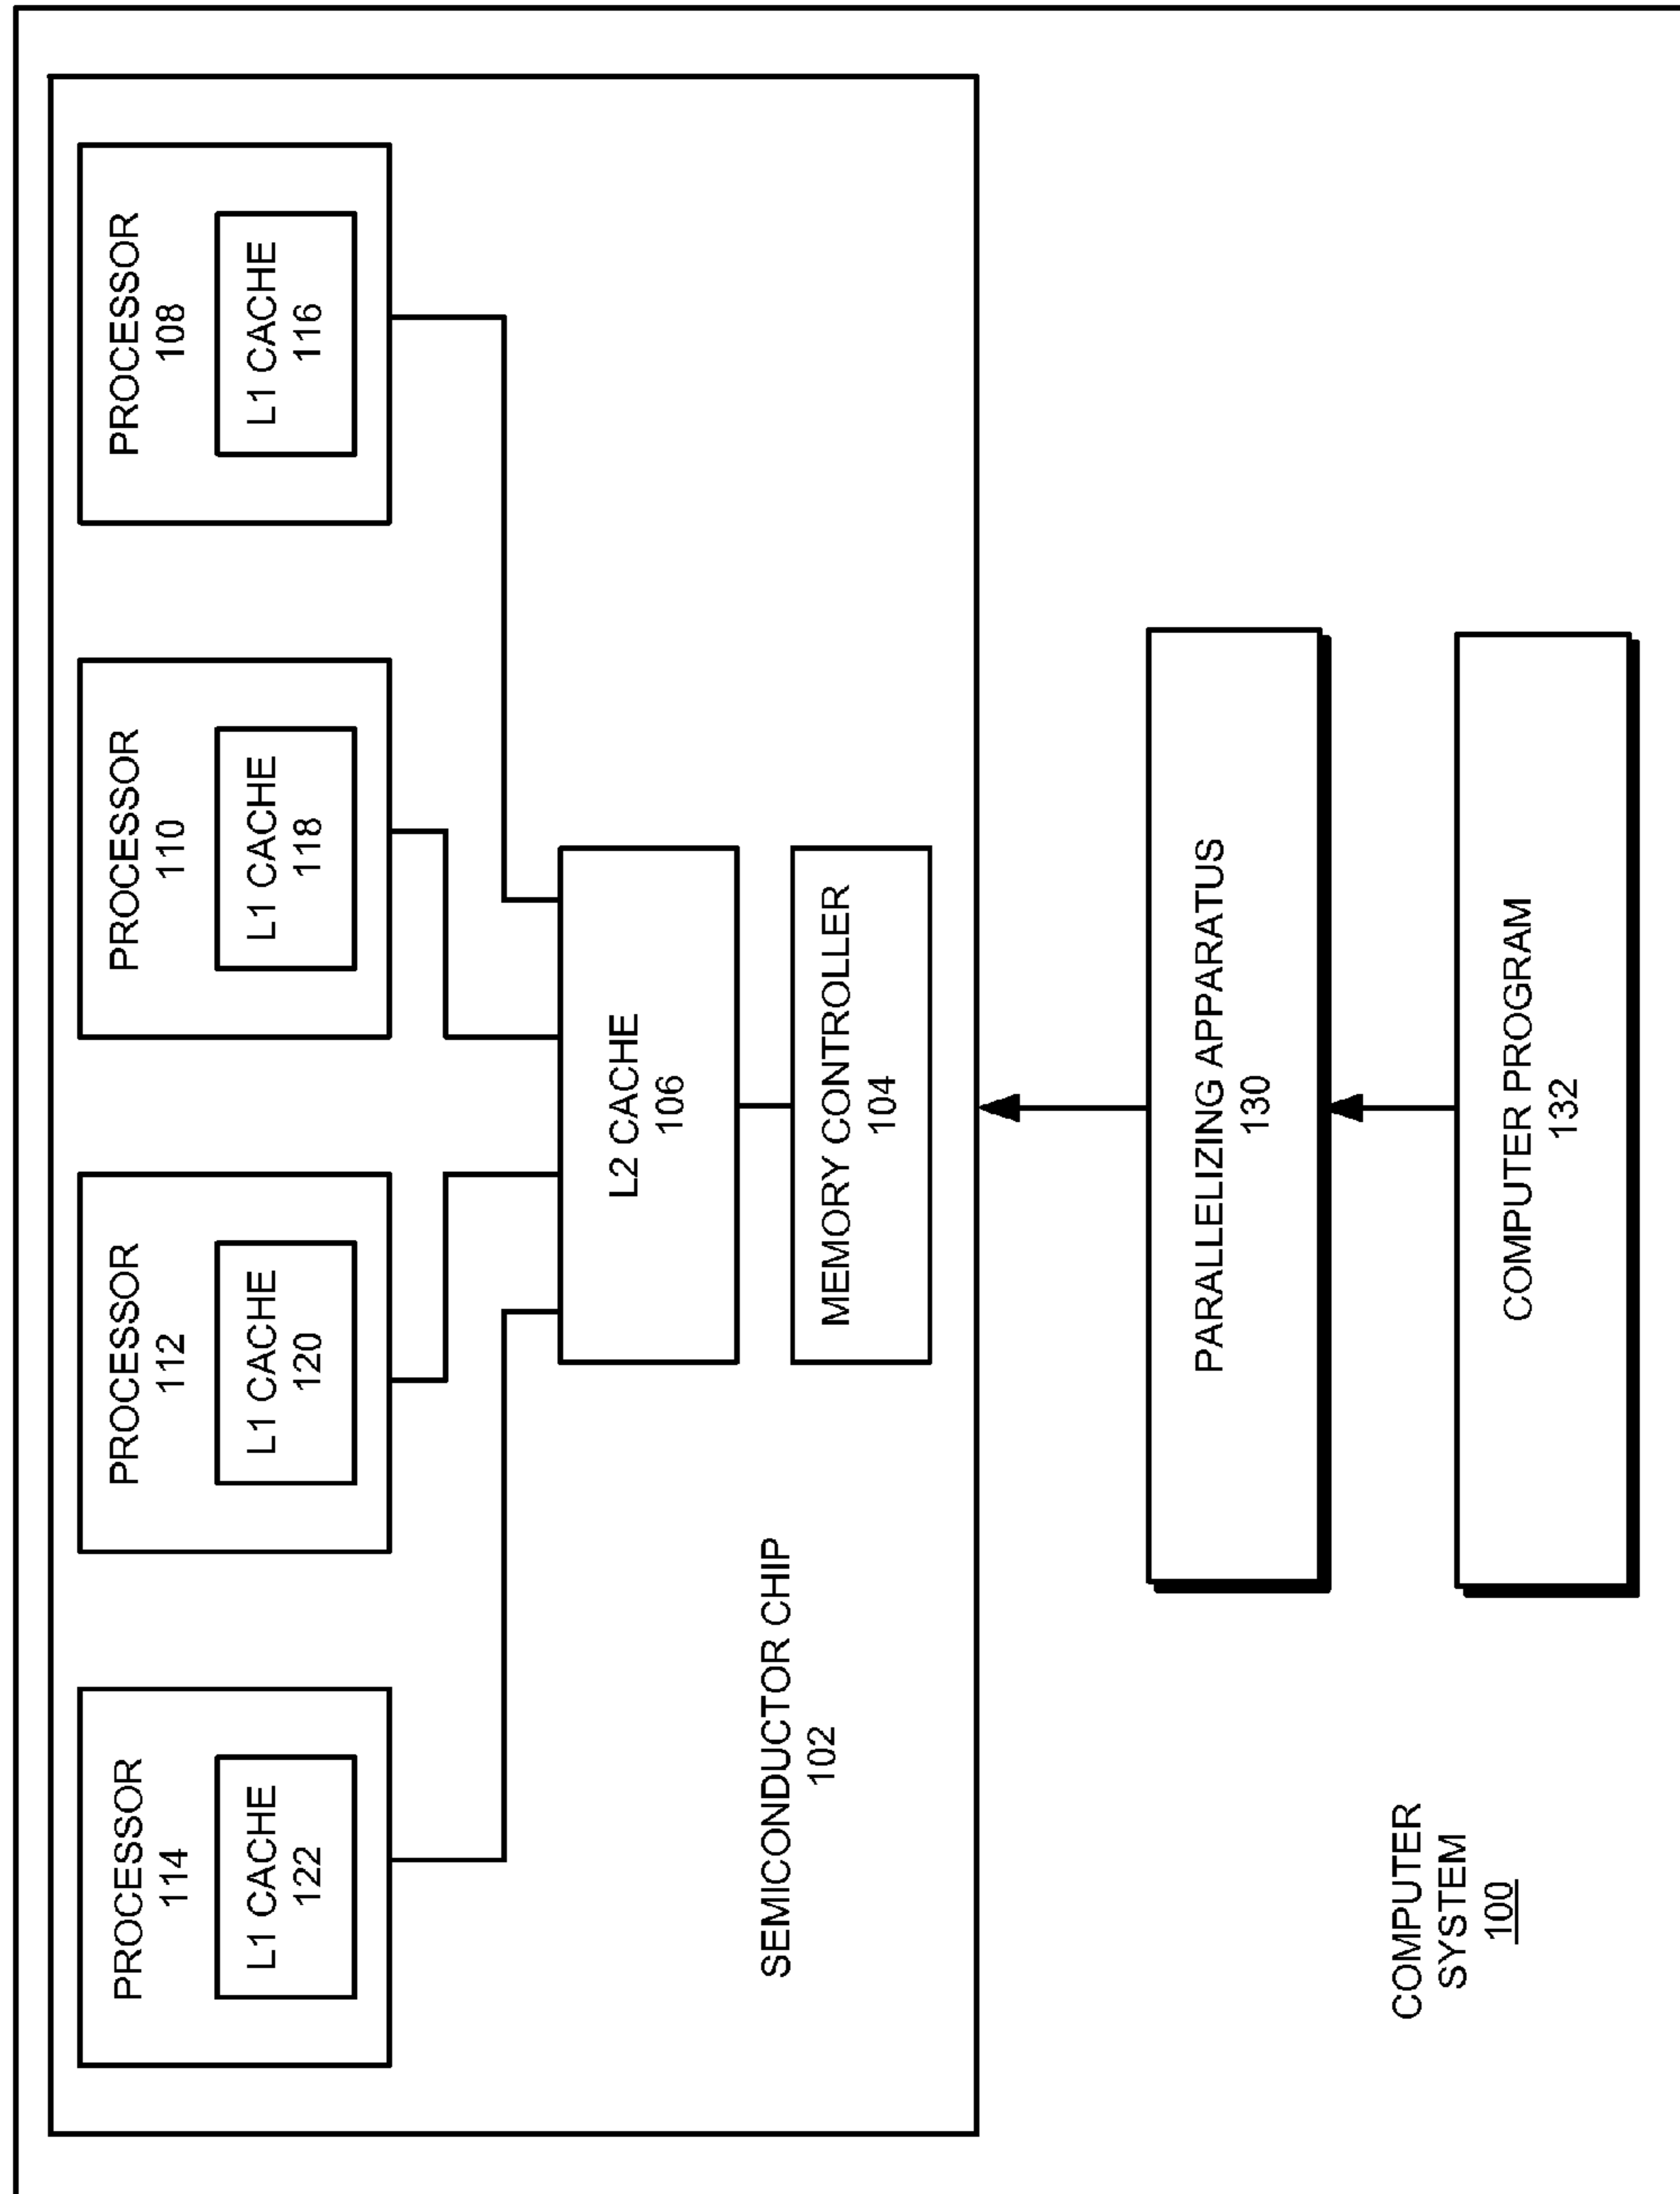 PROCESSOR
114
L1 CACHE
122
PROCESSOR
112
L1 CACHE
120
PROCESSOR
110
L1 CACHE
118
PROCESSOR
108
L1 CACHE
116
L2 CACHE
106
MEMORY CONTROLLER
104
SEMICONDUCTOR CHIP
102
PARALLELIZING APPARATUS
130
COMPUTER PROGRAM
132
COMPUTER
SYSTEM
100